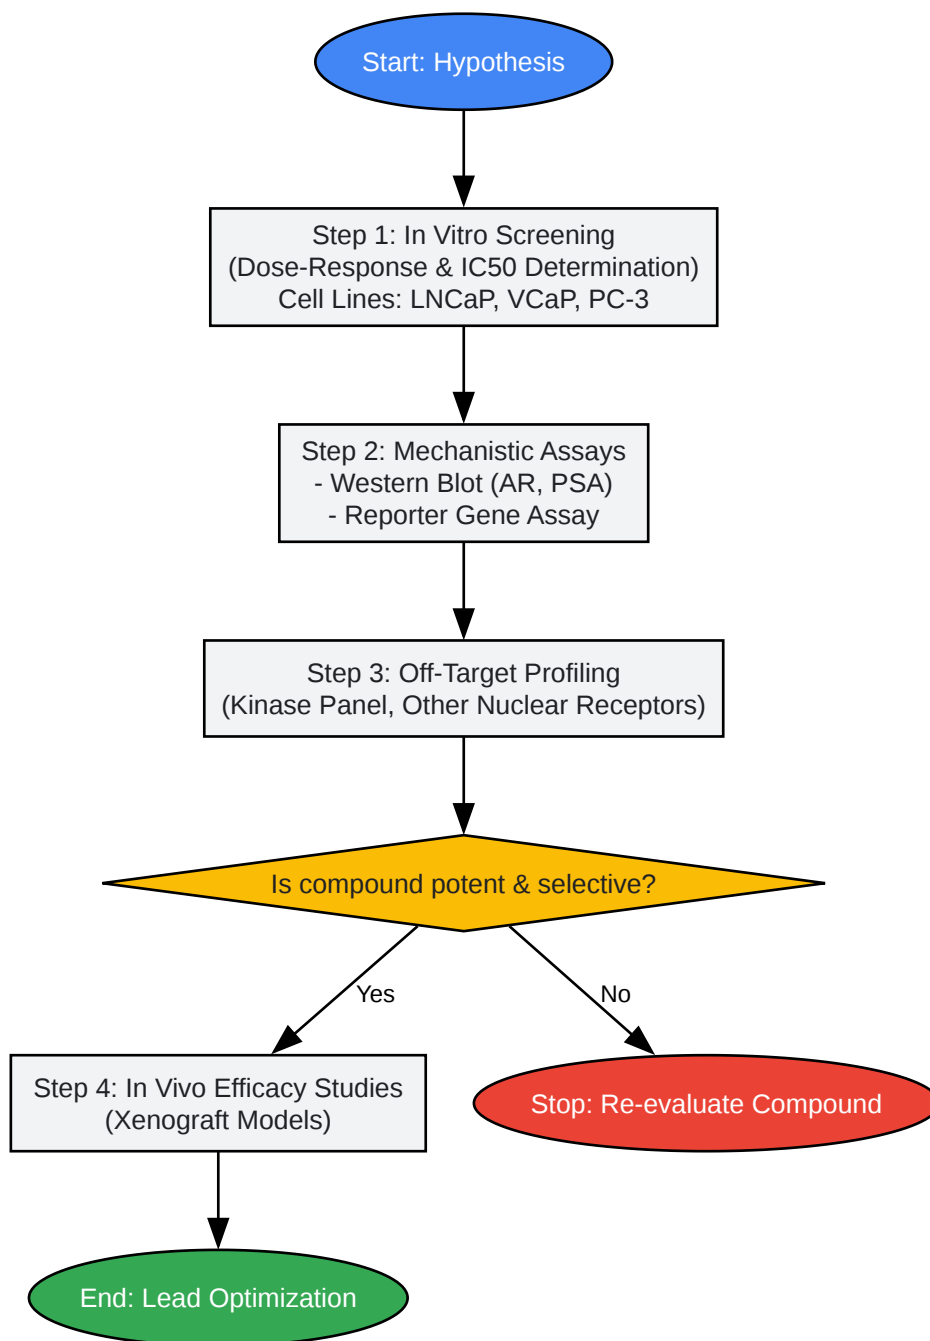 Start: Hypothesis
Step 1: In Vitro Screening
(Dose-Response & IC50 Determination)
Cell Lines: LNCaP, VCaP, PC-3
Step 2: Mechanistic Assays
- Western Blot (AR, PSA)
- Reporter Gene Assay
Step 3: Off-Target Profiling
(Kinase Panel, Other Nuclear Receptors)
Is compound potent & selective?
Yes
No
Step 4: In Vivo Efficacy Studies
(Xenograft Models)
Stop: Re-evaluate Compound
End: Lead Optimization